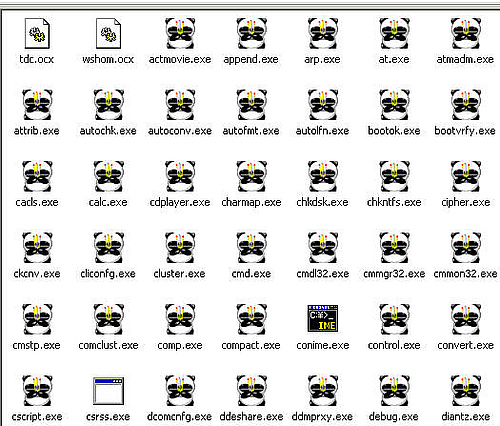 tdc.ocx wshom.ocx actmovie.exe append.exe arp.exe at.exe atmadm.exe
attrib.exe autochk.exe autoconv.exe autofmt.exe autolfn.exe bootok.exe bootvrfy.exe
cacls.exe calc.exe cdplayer.exe charmap.exe chkdsk.exe chkntfs.exe cipher.exe
ckcnv.exe cliconfg.exe cluster.exe cmd.exe cmdl32.exe cmmgr32.exe cmmon32.exe
C:¥>_
IME
cmstp.exe comclust.exe comp.exe compact.exe conime.exe control.exe convert.exe
cscript.exe csrss.exe dcomcnfg.exe ddeshare.exe ddmprxy.exe debug.exe diantz.exe